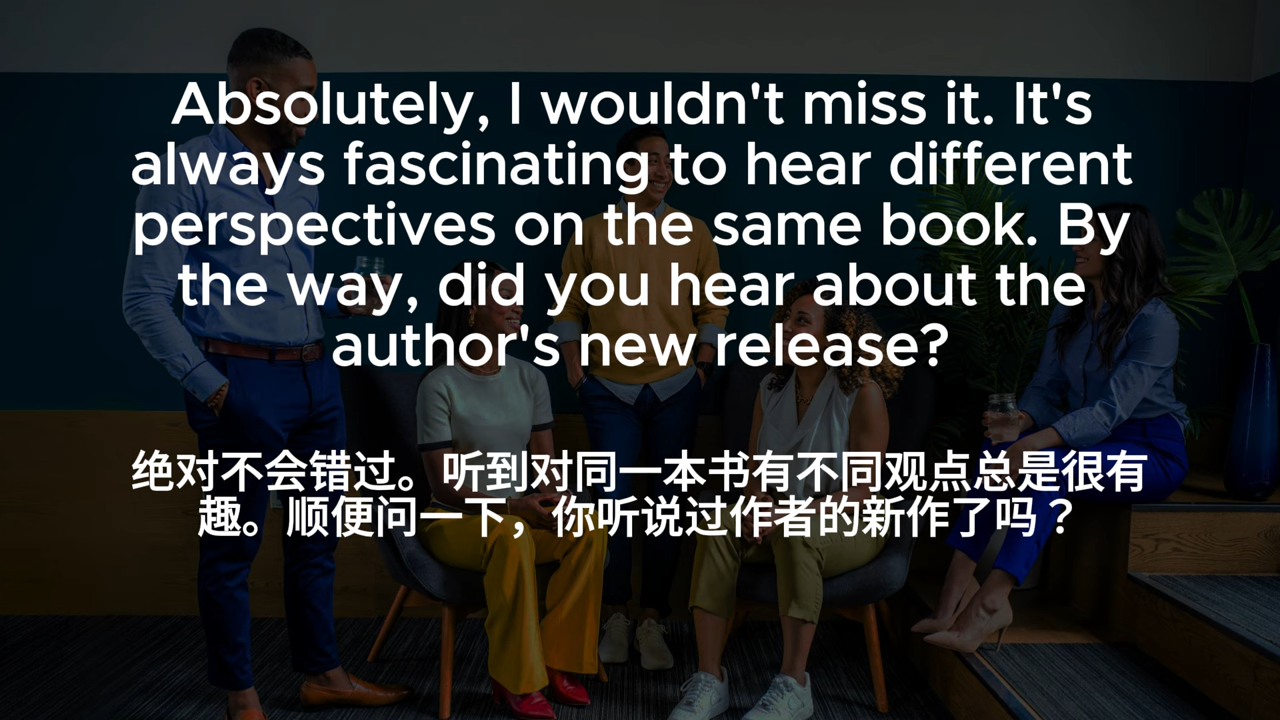 Absolutely, I wouldn't miss it. It's
always fascinating to hear different
perspectives on the same book. By
the way, did you hear about the
author's new release?
绝对不会错过。听到对同一本书有不同观点总是很有
趣。顺便问一下，你听说过作者的新作了吗？